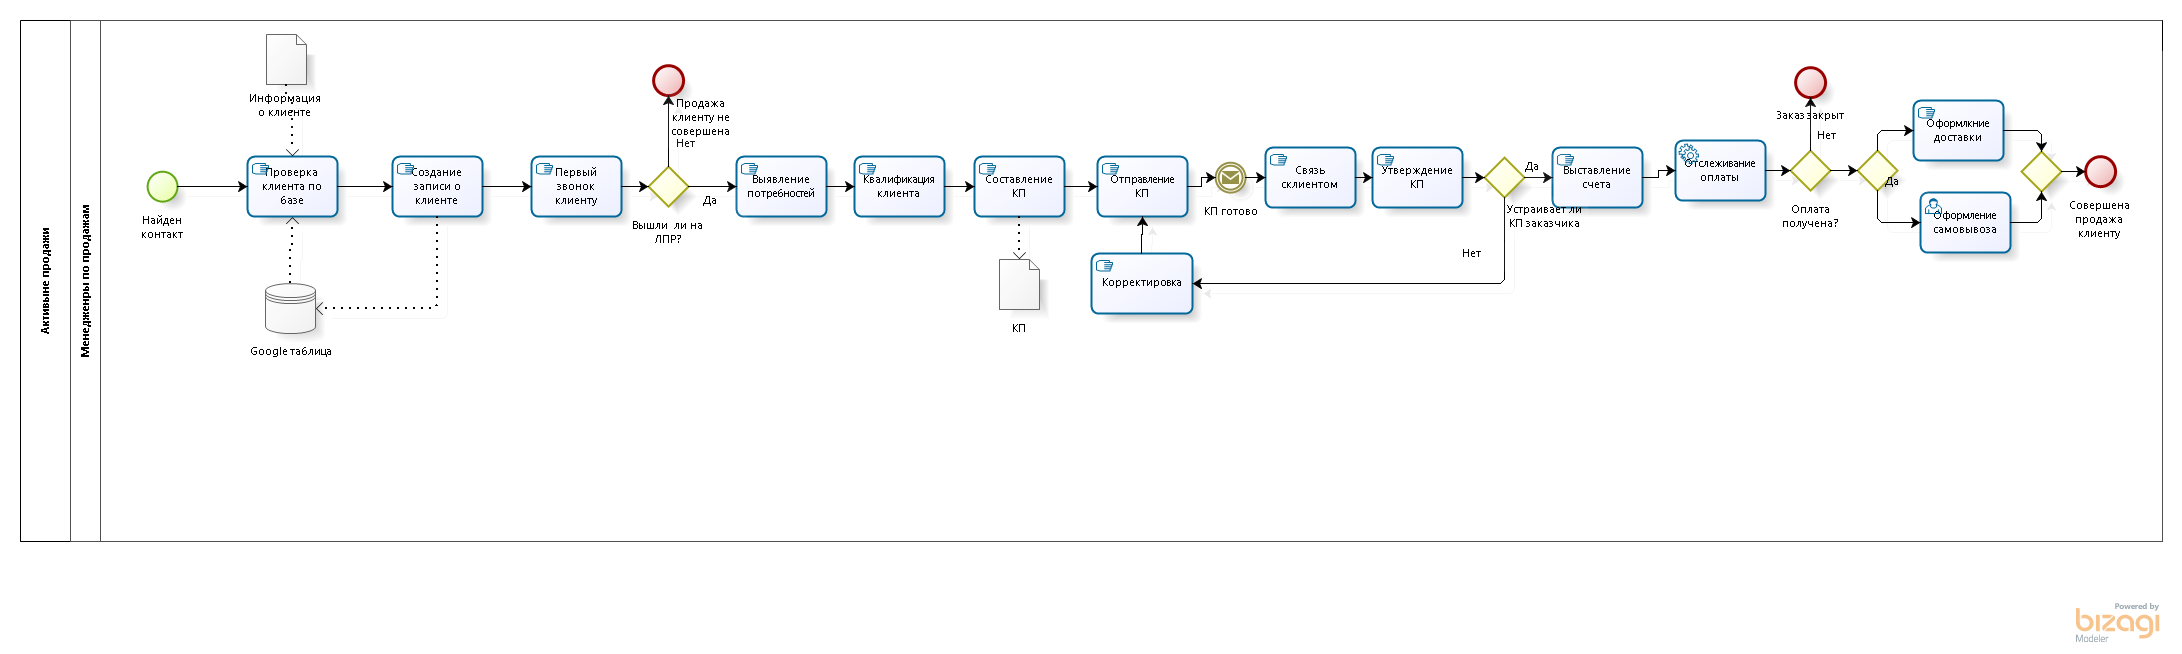 Активыне продажи
Менедженры по продажам
Информация
о клиенте
Найден
контакт
Проверка
клиента по
базе
Google таблица
Создание
записи о
клиенте
Первый
звонок
клиенту
Продажа
клиенту не
совершена
Нет
Вышли ли на
ЛПР?
Да
Выявление
потребностей
Квалификация
клиента
Составление
КП
КП
Отправление
КП
Корректировка
КП готово
Связь
склиентом
Утверждение
КП
Да
Устраивает ли
КП заказчика
Нет
Выставление
счета
Отслеживание
оплаты
Заказ закрыт
Нет
Оплата
получена?
Да
Оформлкние
доставки
Оформление
самовывоза
Совершена
продажа
клиенту
Powered by
bizagi
Modeler